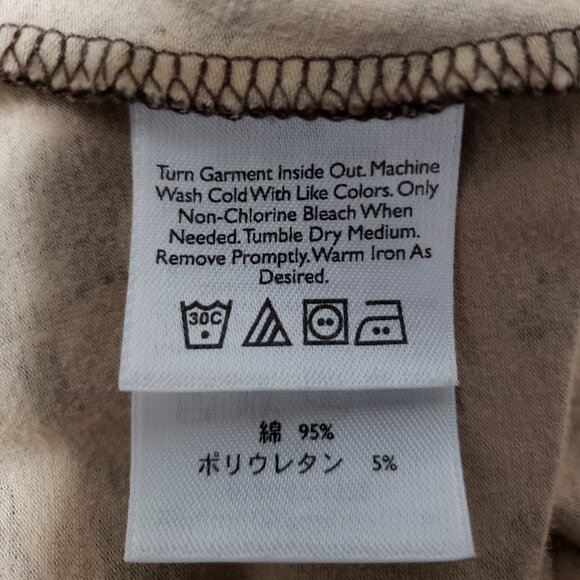 Turn Garment Inside Out. Machine
Wash Cold With Like Colors. Only
Non-Chlorine Bleach When
Needed. Tumble Dry Medium.
Remove Promptly. Warm Iron As
Desired.
30C
綿 95%
ポリウレタン 5%